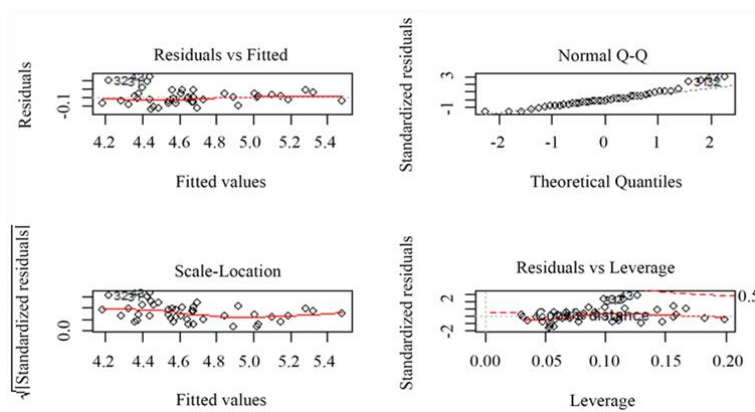 Residuals vs Fitted
Residuals
-0.1
4.2 4.4 4.6 4.8 5.0 5.2 5.4
Fitted values
Normal Q-Q
Standardized residuals
3
-1
-2 -1 0 1 2
Theoretical Quantiles
Scale-Location
√|Standardized residuals|
0.0
4.2 4.4 4.6 4.8 5.0 5.2 5.4
Fitted values
Residuals vs Leverage
Standardized residuals
2
-2
0.5
distance
0.00 0.05 0.10 0.15 0.20
Leverage